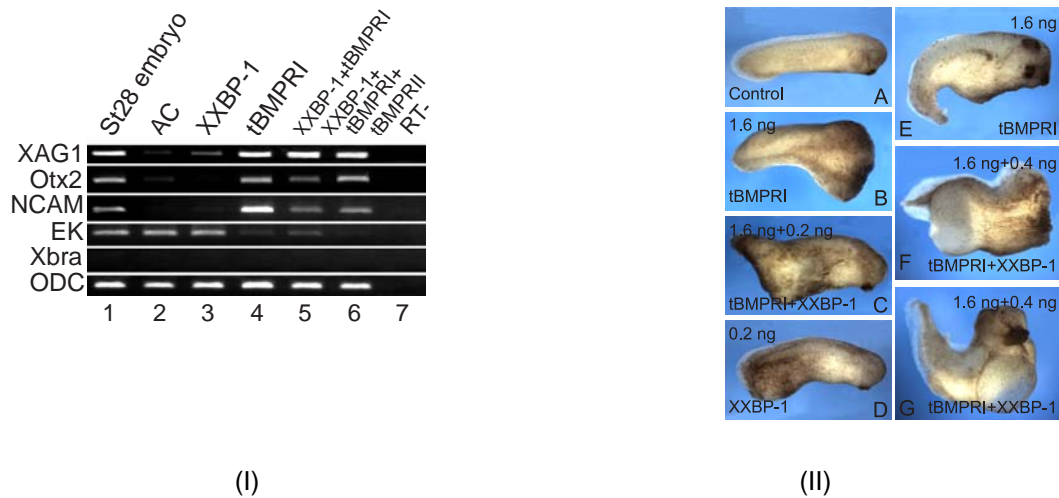 St28 embryo
AC
XXBP-1
tBMPRI
XXBP-1+tBMPRI
XXBP-1+
tBMPRI+
tBMPRII
RT-
XAG1
Otx2
NCAM
EK
Xbra
ODC
1 2 3 4 5 6 7
(I)
Control A
1.6 ng
tBMPRI B
1.6 ng+0.2 ng
tBMPRI+XXBP-1 C
0.2 ng
XXBP-1 D
1.6 ng
E tBMPRI
1.6 ng+0.4 ng
F tBMPRI+XXBP-1
1.6 ng+0.4 ng
G tBMPRI+XXBP-1
(II)